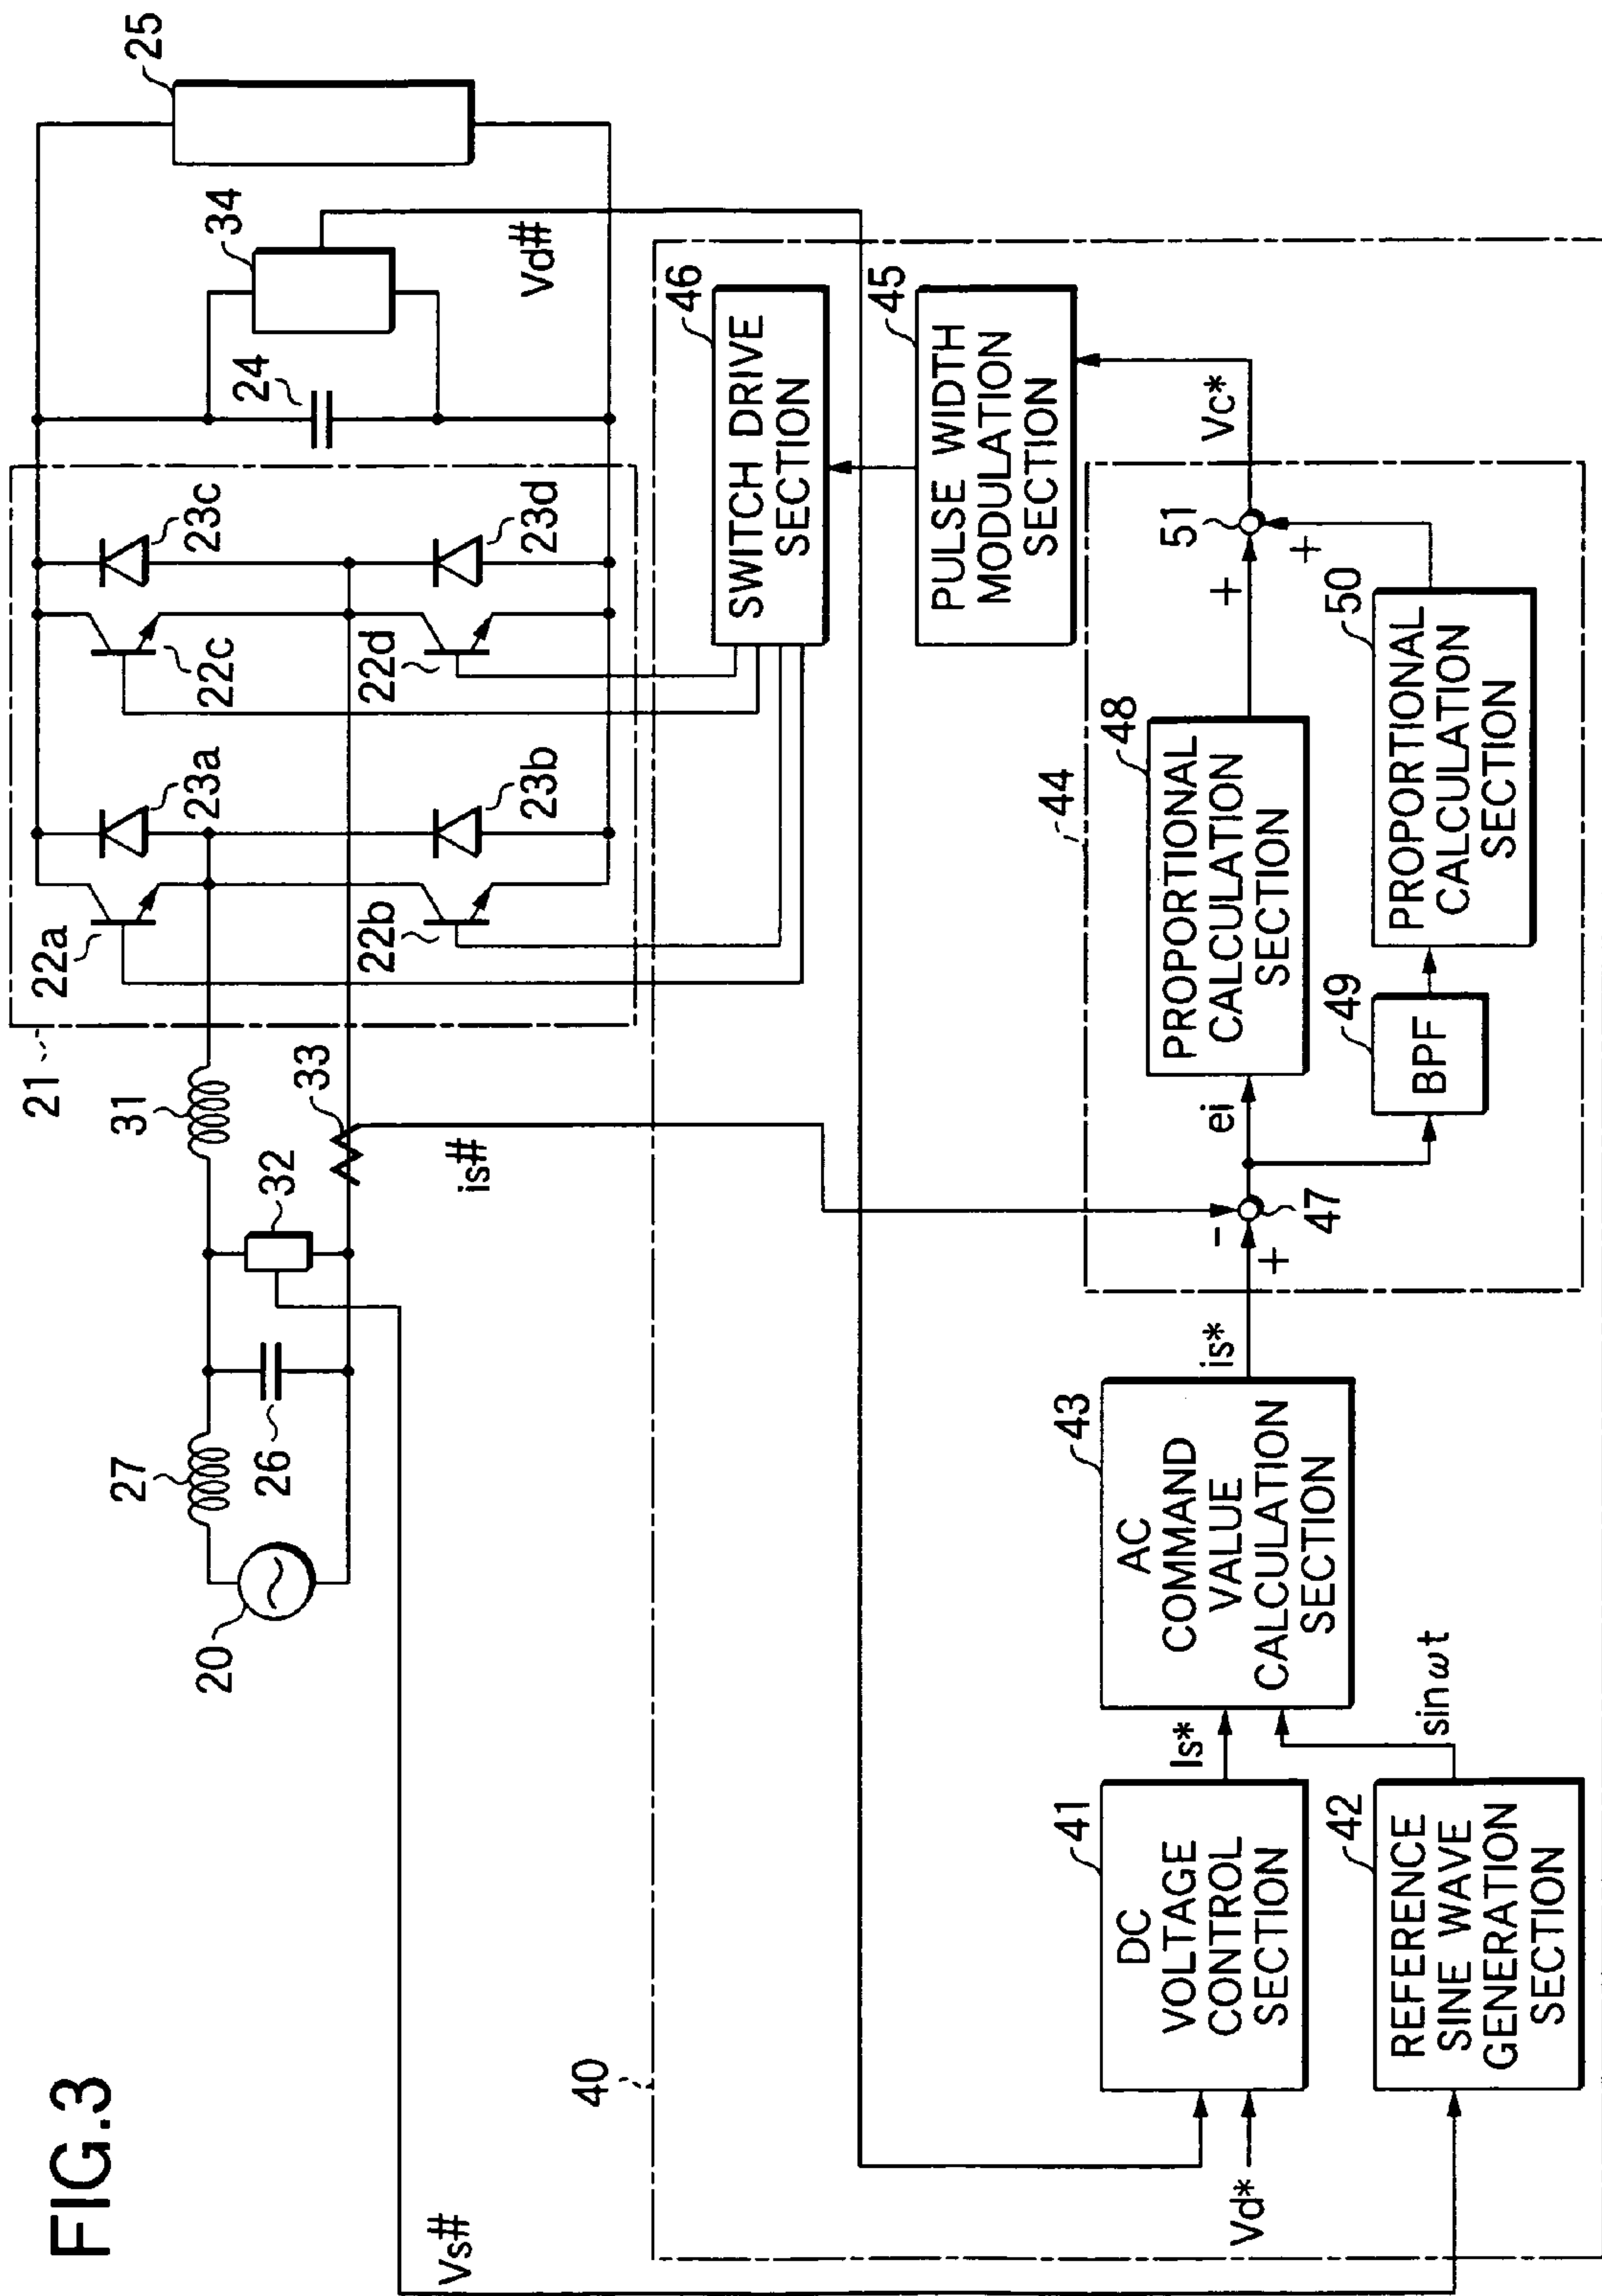 FIG.3
20
27
26
32
31
33
is#
Vs#
21
22a
23a
22b
23b
22c
23c
22d
23d
24
34
Vd#
25
40
46
SWITCH DRIVE
SECTION
45
PULSE WIDTH
MODULATION
SECTION
Vc*
44
48
PROPORTIONAL
CALCULATION
SECTION
51
+
+
50
PROPORTIONAL
CALCULATION
SECTION
49
BPF
ei
47
-
+
is*
43
AC
COMMAND
VALUE
CALCULATION
SECTION
Is*
sinωt
41
DC
VOLTAGE
CONTROL
SECTION
Vd*
42
REFERENCE
SINE WAVE
GENERATION
SECTION